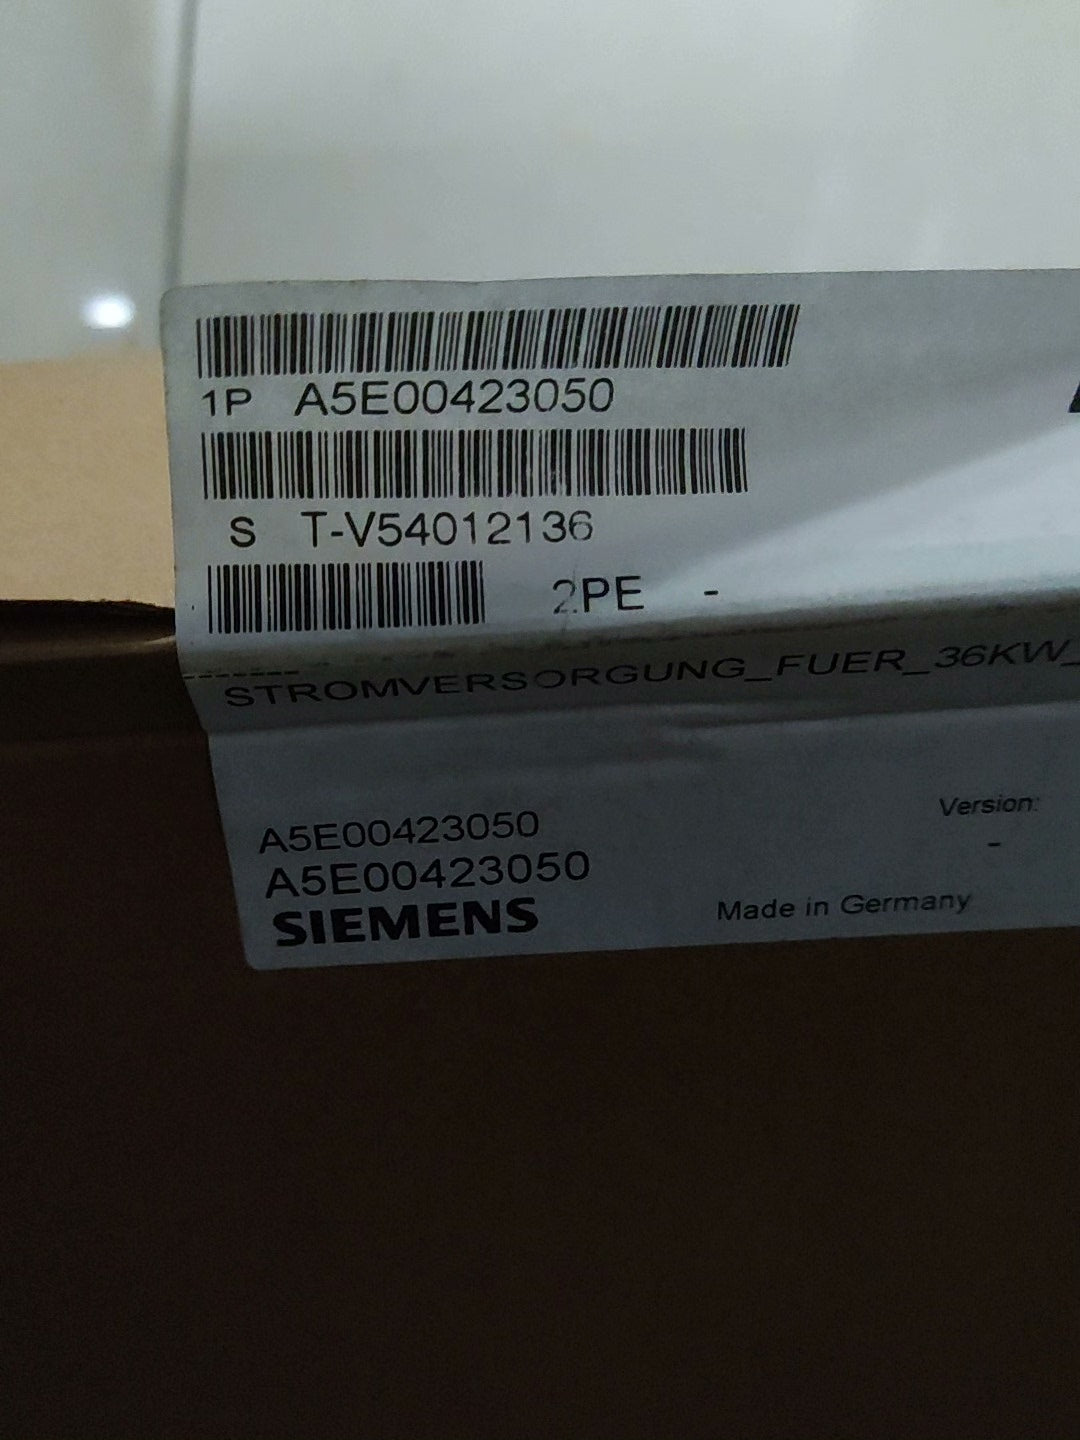 1P A5E00423050
S T-V54012136
2PE -
STROMVERSORGUNG_FUER_36KW_
A5E00423050
Version:
-
A5E00423050
SIEMENS
Made in Germany